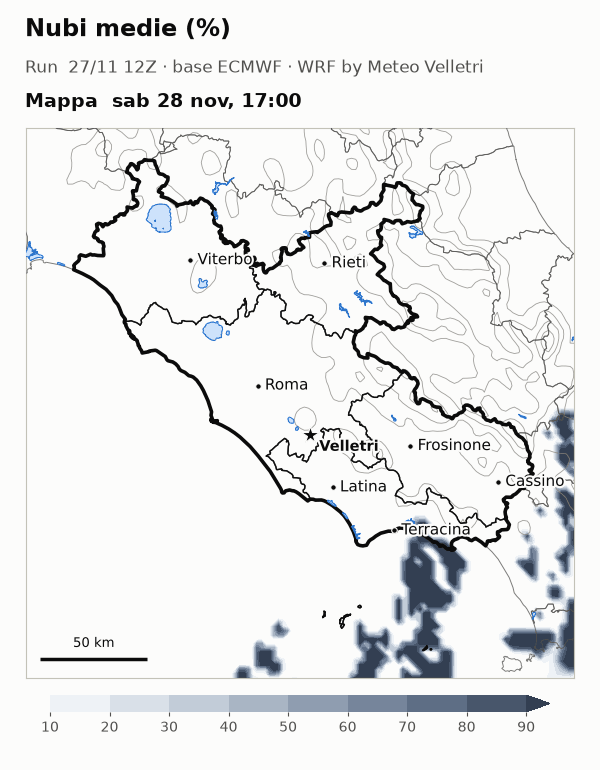 Nubi medie (%)
Run  27/11 12Z · base ECMWF · WRF by Meteo Velletri
Mappa  sab 28 nov, 17:00
Viterbo
Rieti
Roma
Velletri
Frosinone
Cassino
Latina
Terracina
50 km
10 20 30 40 50 60 70 80 90